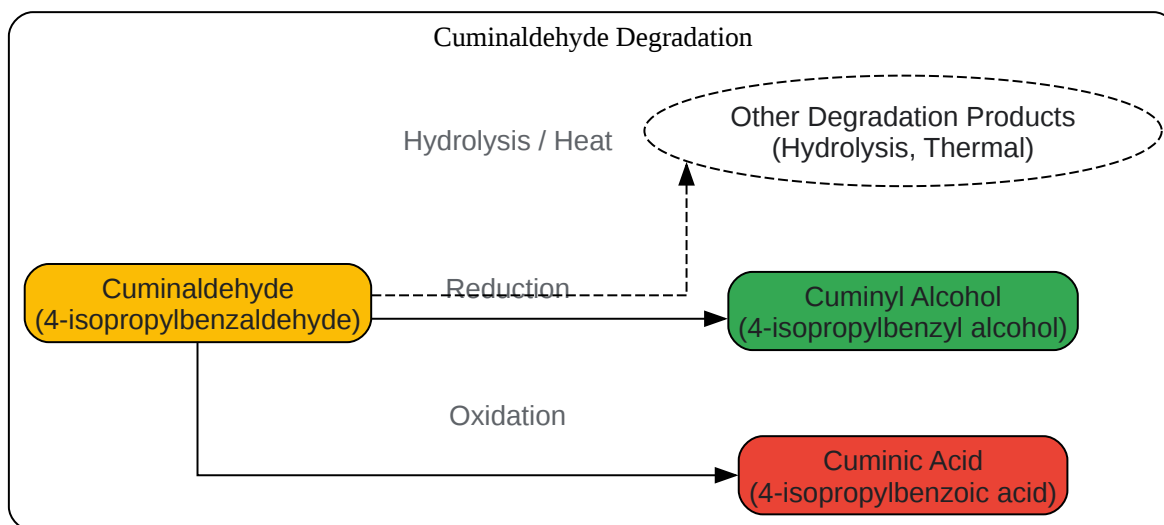 Cuminaldehyde Degradation
Other Degradation Products
(Hydrolysis, Thermal)
Hydrolysis / Heat
Cuminaldehyde
(4-isopropylbenzaldehyde)
Reduction
Cuminyl Alcohol
(4-isopropylbenzyl alcohol)
Oxidation
Cuminic Acid
(4-isopropylbenzoic acid)